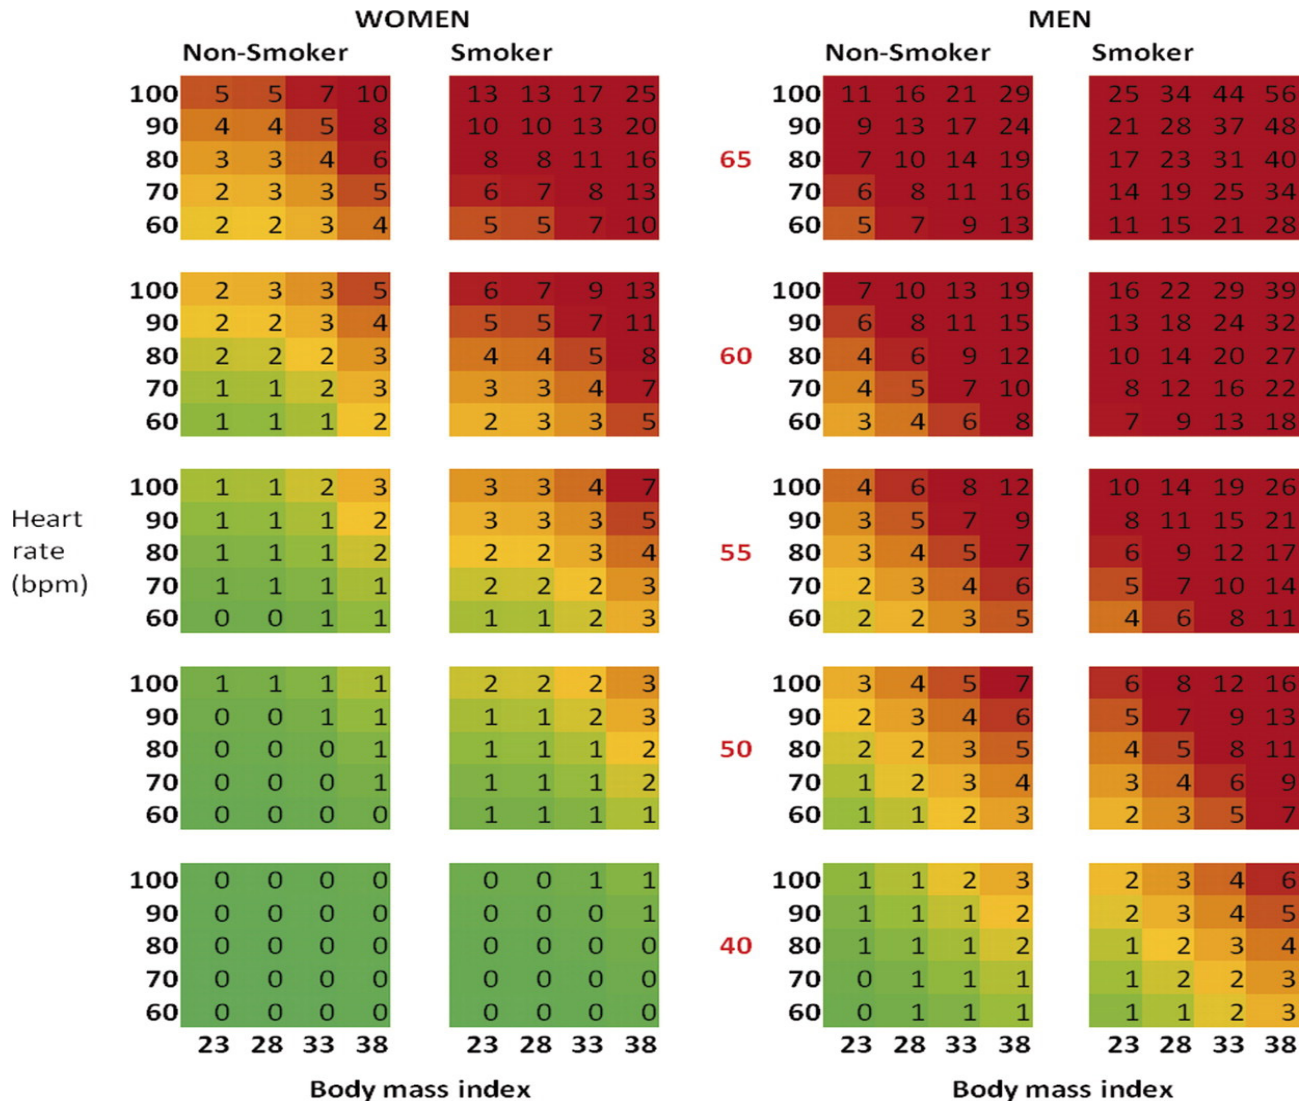 WOMEN MEN
Non-Smoker Smoker Non-Smoker Smoker
100 5 5 7 10 13 13 17 25 100 11 16 21 29 25 34 44 56
90 4 4 5 8 10 10 13 20 90 9 13 17 24 21 28 37 48
80 3 3 4 6 8 8 11 16 65 80 7 10 14 19 17 23 31 40
70 2 3 3 5 6 7 8 13 70 6 8 11 16 14 19 25 34
60 2 2 3 4 5 5 7 10 60 5 7 9 13 11 15 21 28
100 2 3 3 5 6 7 9 13 100 7 10 13 19 16 22 29 39
90 2 2 3 4 5 5 7 11 90 6 8 11 15 13 18 24 32
80 2 2 2 3 4 4 5 8 60 80 4 6 9 12 10 14 20 27
70 1 1 2 3 3 3 4 7 70 4 5 7 10 8 12 16 22
60 1 1 1 2 2 3 3 5 60 3 4 6 8 7 9 13 18
100 1 1 2 3 3 3 4 7 100 4 6 8 12 10 14 19 26
Heart 90 1 1 1 2 3 3 3 5 90 3 5 7 9 8 11 15 21
rate 80 1 1 1 2 2 2 3 4 55 80 3 4 5 7 6 9 12 17
(bpm) 70 1 1 1 1 2 2 2 3 70 2 3 4 6 5 7 10 14
60 0 0 1 1 1 1 2 3 60 2 2 3 5 4 6 8 11
100 1 1 1 1 2 2 2 3 100 3 4 5 7 6 8 12 16
90 0 0 1 1 1 1 2 3 90 2 3 4 6 5 7 9 13
80 0 0 0 1 1 1 1 2 50 80 2 2 3 5 4 5 8 11
70 0 0 0 1 1 1 1 2 70 1 2 3 4 3 4 6 9
60 0 0 0 0 1 1 1 1 60 1 1 2 3 2 3 5 7
100 0 0 0 0 0 0 1 1 100 1 1 2 3 2 3 4 6
90 0 0 0 0 0 0 0 1 90 1 1 1 2 2 3 4 5
80 0 0 0 0 0 0 0 0 40 80 1 1 1 2 1 2 3 4
70 0 0 0 0 0 0 0 0 70 0 1 1 1 1 2 2 3
60 0 0 0 0 0 0 0 0 60 0 1 1 1 1 1 2 3
23 28 33 38 23 28 33 38 23 28 33 38 23 28 33 38
Body mass index Body mass index